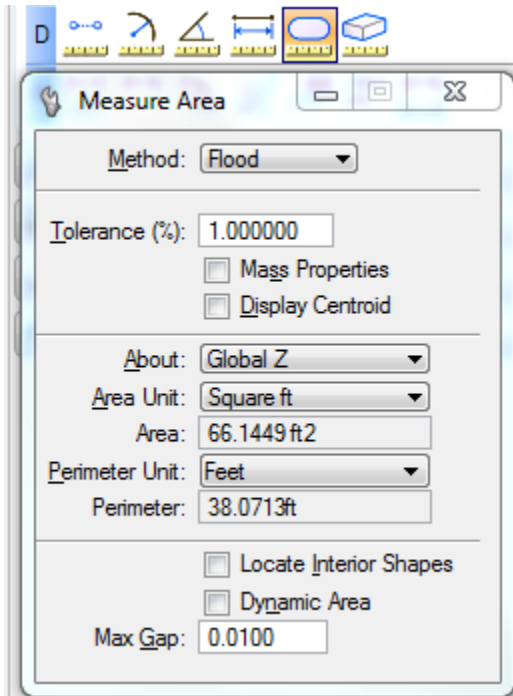 D
Measure Area
Method: Flood
Tolerance (%): 1.000000
Mass Properties
Display Centroid
About: Global Z
Area Unit: Square ft
Area: 66.1449 ft2
Perimeter Unit: Feet
Perimeter: 38.0713ft
Locate Interior Shapes
Dynamic Area
Max Gap: 0.0100